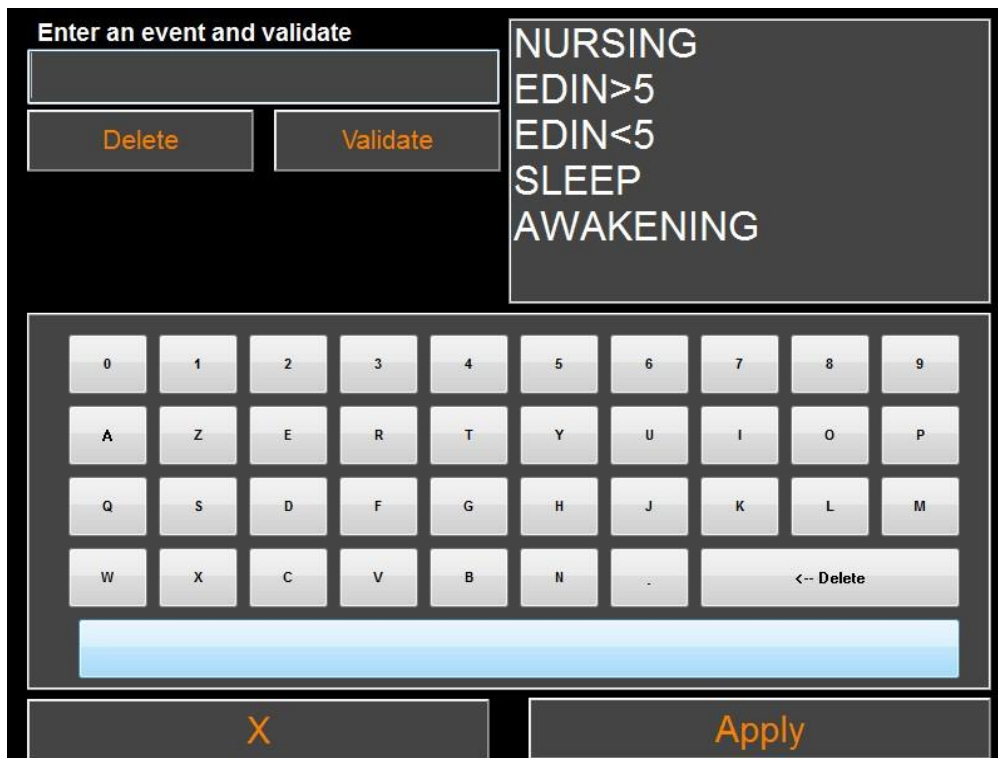 Enter an event and validate
Delete Validate
NURSING
EDIN>5
EDIN<5
SLEEP
AWAKENING
0 1 2 3 4 5 6 7 8 9
A Z E R T Y U I O P
Q S D F G H J K L M
W X C V B N . <-- Delete
X Apply